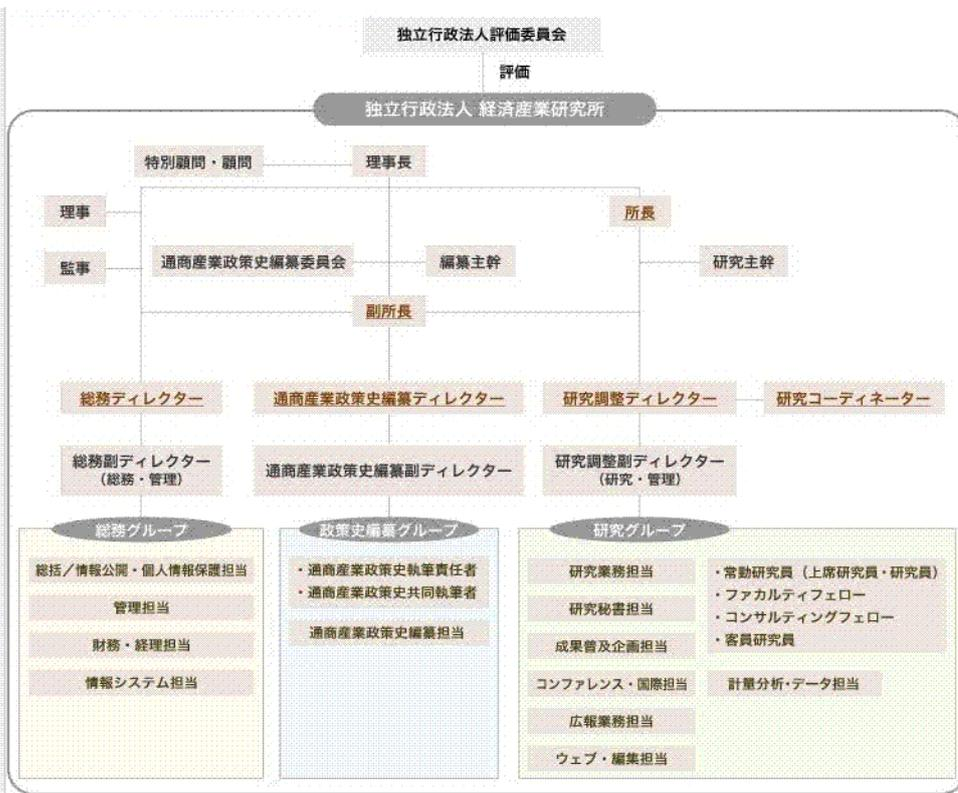 独立行政法人評価委員会
評価
独立行政法人 経済産業研究所
特別顧問・顧問
理事長
理事
所長
監事
通商産業政策史編纂委員会
編纂主幹
研究主幹
副所長
総務ディレクター
通商産業政策史編纂ディレクター
研究調整ディレクター
研究コーディネーター
総務副ディレクター
（総務・管理）
通商産業政策史編纂副ディレクター
研究調整副ディレクター
（研究・管理）
総務グループ
総括／情報公開・個人情報保護担当
管理担当
財務・経理担当
情報システム担当
政策史編纂グループ
・通商産業政策史執筆責任者
・通商産業政策史共同執筆者
通商産業政策史編纂担当
研究グループ
研究業務担当
研究秘書担当
成果普及企画担当
コンファレンス・国際担当
広報業務担当
ウェブ・編集担当
・常勤研究員（上席研究員・研究員）
・ファカルティフェロー
・コンサルティングフェロー
・客員研究員
計量分析・データ担当